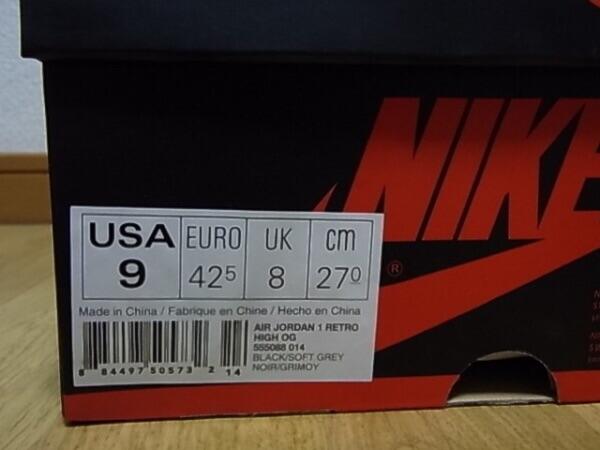 NIKE
®
USA EURO UK cm
9 42.5 8 27.0
Made in China / Fabrique en Chine / Hecho en China
AIR JORDAN 1 RETRO
HIGH OG
555088 014
BLACK/SOFT GREY
NOIR/GRIMOY
8 84497 50573 2 14